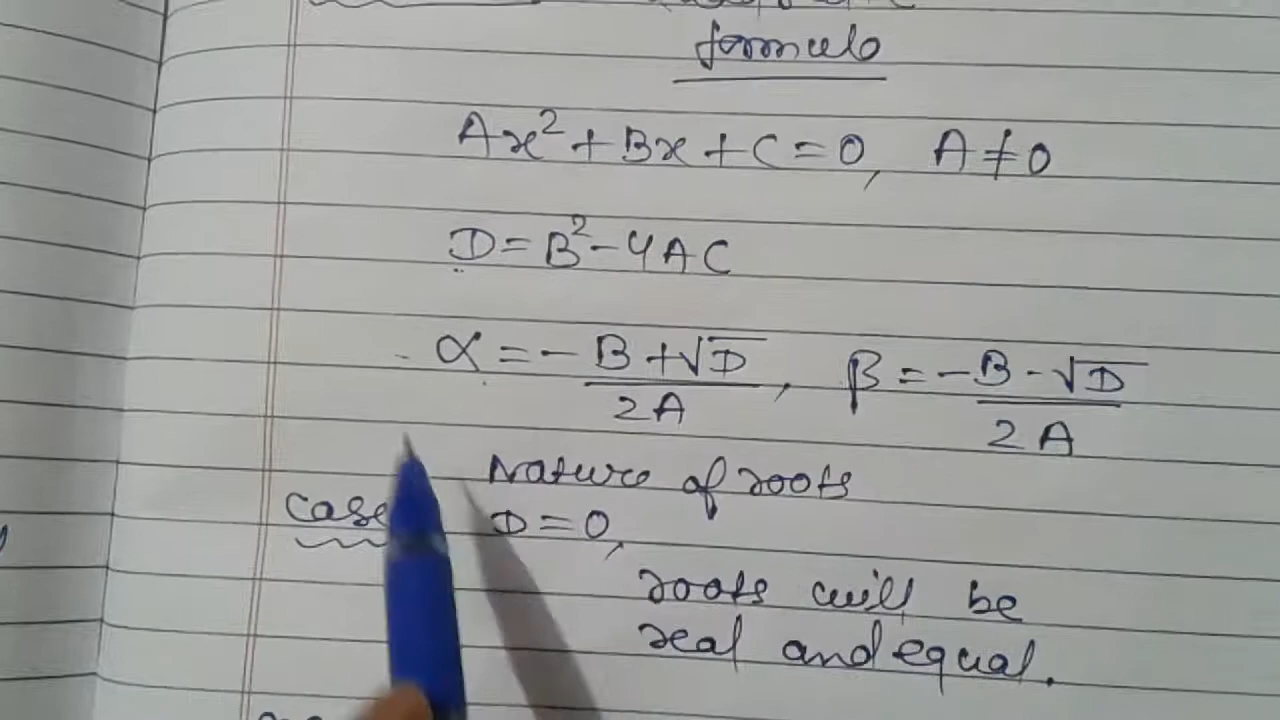 formula
Ax² + Bx + C = 0, A ≠ 0
D = B² - 4AC
α = -B + √D / 2A, β = -B - √D / 2A
Nature of roots
Case D = 0,
roots will be
real and equal.